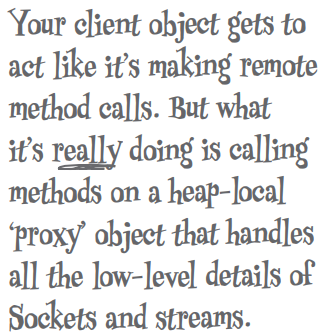 Your client object gets to
act like it's making remote
method calls. But what
it's really doing is calling
methods on a heap-local
'proxy' object that handles
all the low-level details of
Sockets and streams.